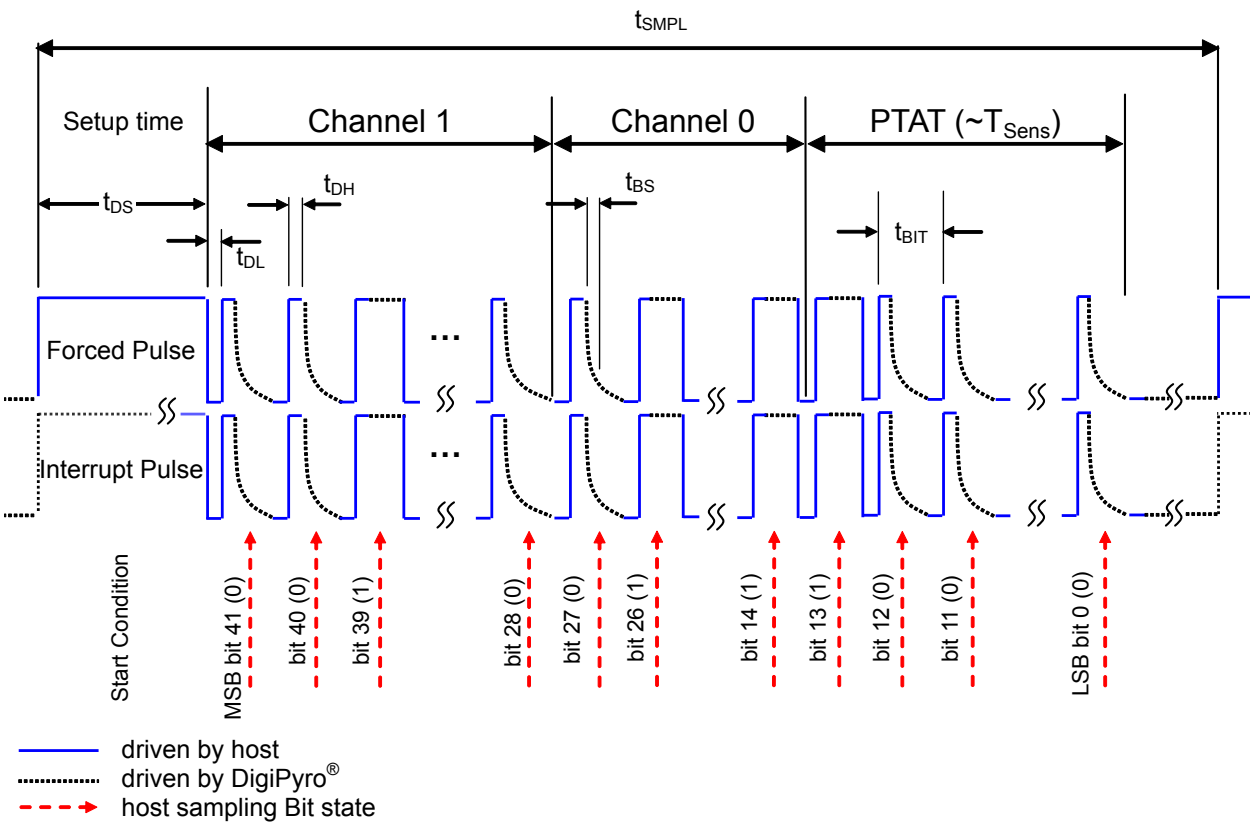 tSMPL
Setup time
Channel 1
Channel 0
PTAT (~TSens)
tDS
tDH
tDL
tBS
tBIT
Forced Pulse
...
Interrupt Pulse
...
Start Condition
MSB bit 41 (0)
bit 40 (0)
bit 39 (1)
bit 28 (0)
bit 27 (0)
bit 26 (1)
bit 14 (1)
bit 13 (1)
bit 12 (0)
bit 11 (0)
LSB bit 0 (0)
driven by host
driven by DigiPyro®
host sampling Bit state